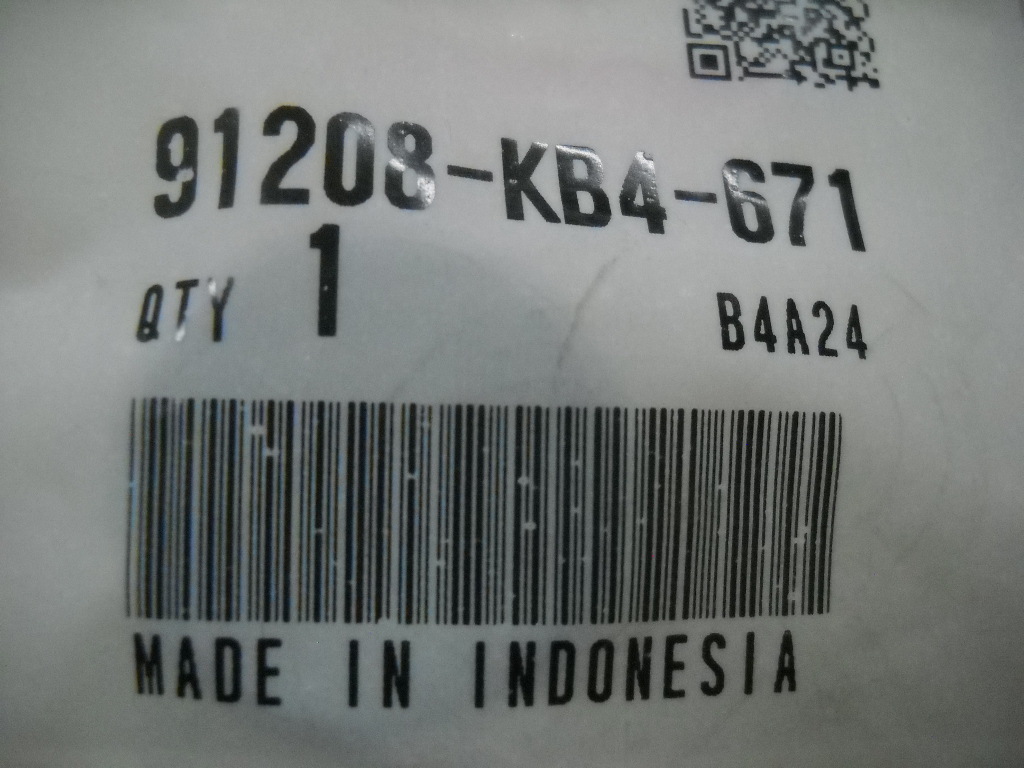 91208-KB4-671
QTY 1
B4A24
MADE IN INDONESIA